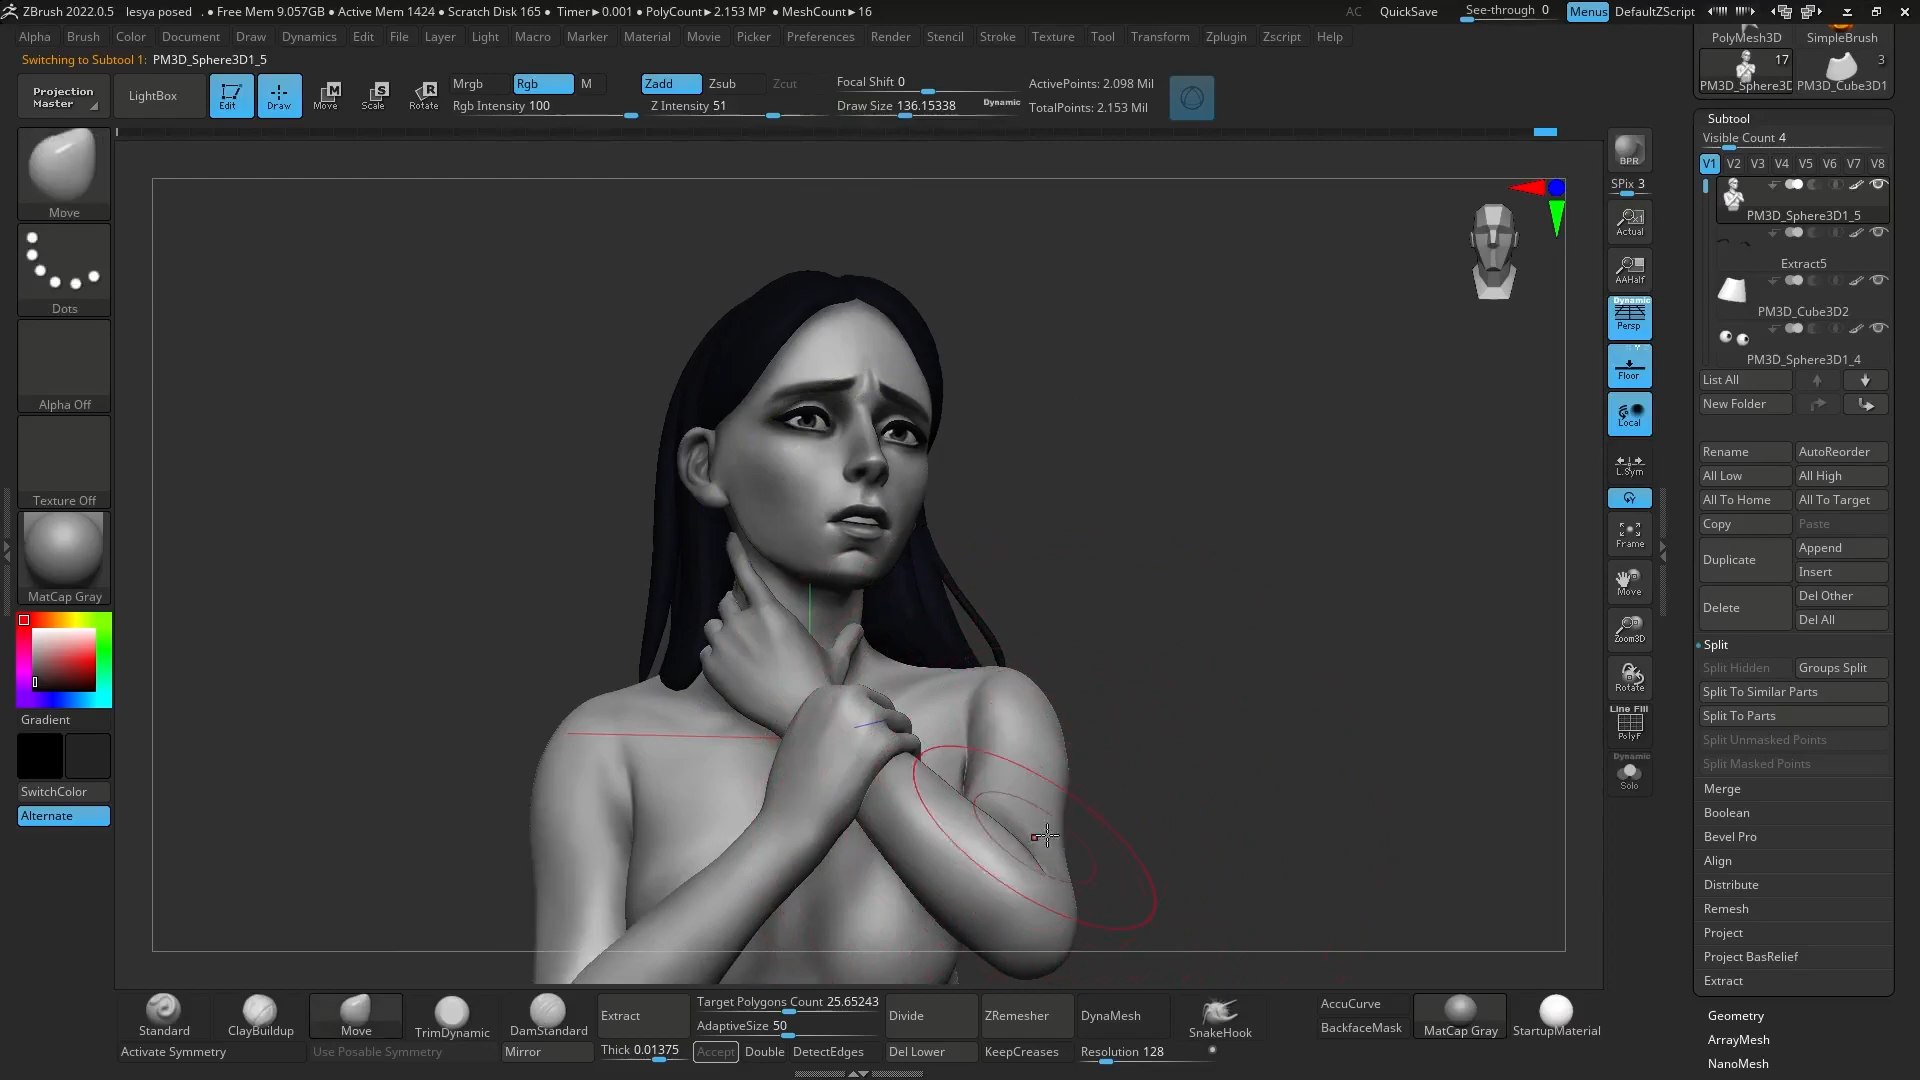 ZBrush 2022.0.5 lesya posed . ● Free Mem 9.057GB ● Active Mem 1424 ● Scratch Disk 165 ● Timer►0.001 ● PolyCount►2.153 MP ● MeshCount►16 AC QuickSave See-through 0 Menus DefaultZScript
Alpha Brush Color Document Draw Dynamics Edit File Layer Light Macro Marker Material Movie Picker Preferences Render Stencil Stroke Texture Tool Transform Zplugin Zscript Help
PolyMesh3D SimpleBrush
Switching to Subtool 1: PM3D_Sphere3D1_5
17 3
PM3D_Sphere3D PM3D_Cube3D1
Projection Master
LightBox
Edit Draw Move Scale Rotate
M S R
Mrgb Rgb M
Rgb Intensity 100
Zadd Zsub Zcut
Z Intensity 51
Focal Shift 0
Draw Size 136.15338 Dynamic
ActivePoints: 2.098 Mil
TotalPoints: 2.153 Mil
Move
Dots
Alpha Off
Texture Off
MatCap Gray
Gradient
SwitchColor
Alternate
BPR
SPix 3
Actual
AAHalf
Dynamic
Persp
Floor
Local
L.Sym
Frame
Move
Zoom3D
Rotate
Line Fill
PolyF
Dynamic
Solo
Subtool
Visible Count 4
V1 V2 V3 V4 V5 V6 V7 V8
PM3D_Sphere3D1_5
Extract5
PM3D_Cube3D2
PM3D_Sphere3D1_4
List All
New Folder
Rename AutoReorder
All Low All High
All To Home All To Target
Copy Paste
Duplicate Append
Insert
Delete Del Other
Del All
Split
Split Hidden Groups Split
Split To Similar Parts
Split To Parts
Split Unmasked Points
Split Masked Points
Merge
Boolean
Bevel Pro
Align
Distribute
Remesh
Project
Project BasRelief
Extract
Geometry
ArrayMesh
NanoMesh
Standard ClayBuildup Move TrimDynamic DamStandard
Extract
Target Polygons Count 25.65243
AdaptiveSize 50
Divide ZRemesher DynaMesh SnakeHook
AccuCurve
BackfaceMask
MatCap Gray StartupMaterial
Activate Symmetry Use Posable Symmetry Mirror Thick 0.01375 Accept Double DetectEdges Del Lower KeepCreases Resolution 128